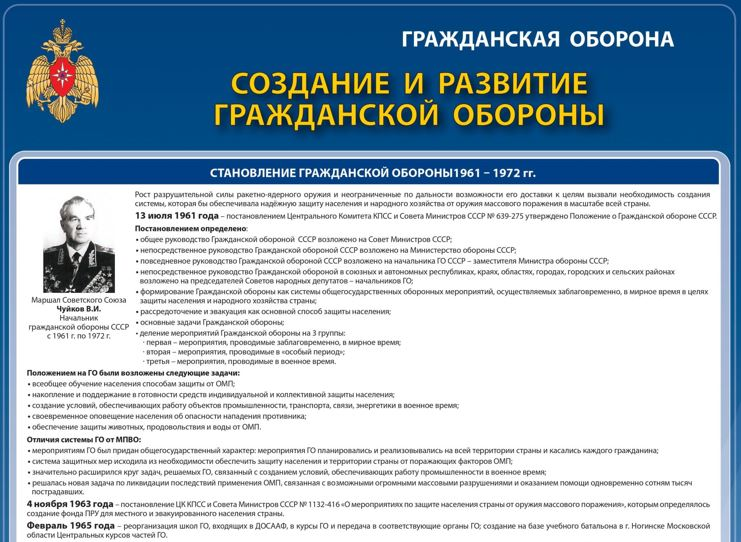 ГРАЖДАНСКАЯ ОБОРОНА
СОЗДАНИЕ И РАЗВИТИЕ
ГРАЖДАНСКОЙ ОБОРОНЫ
СТАНОВЛЕНИЕ ГРАЖДАНСКОЙ ОБОРОНЫ1961 – 1972 гг.
Рост разрушительной силы ракетно-ядерного оружия и неограниченные по дальности возможности его доставки к целям вызвали необходимость создания
системы, которая бы обеспечивала надёжную защиту населения и народного хозяйства от оружия массового поражения в масштабе всей страны.
13 июля 1961 года – постановлением Центрального Комитета КПСС и Совета Министров СССР № 639-275 утверждено Положение о Гражданской обороне СССР.
Постановлением определено:
• общее руководство Гражданской обороной СССР возложено на Совет Министров СССР;
• непосредственное руководство Гражданской обороной СССР возложено на Министерство обороны СССР;
• повседневное руководство Гражданской обороной СССР возложено на начальника ГО СССР – заместителя Министра обороны СССР;
• непосредственное руководство Гражданской обороной в союзных и автономных республиках, краях, областях, городах, городских и сельских районах
возложено на председателей Советов народных депутатов – начальников ГО;
• формирование Гражданской обороны как системы общегосударственных оборонных мероприятий, осуществляемых заблаговременно, в мирное время в целях
защиты населения и народного хозяйства страны;
• рассредоточение и эвакуация как основной способ защиты населения;
• основные задачи Гражданской обороны;
• деление мероприятий Гражданской обороны на 3 группы:
· первая – мероприятия, проводимые заблаговременно, в мирное время;
· вторая – мероприятия, проводимые в «особый период»;
· третья – мероприятия, проводимые в военное время.
Маршал Советского Союза
Чуйков В.И.
Начальник
гражданской обороны СССР
с 1961 г. по 1972 г.
Положением на ГО были возложены следующие задачи:
• всеобщее обучение населения способам защиты от ОМП;
• накопление и поддержание в готовности средств индивидуальной и коллективной защиты населения;
• создание условий, обеспечивающих работу объектов промышленности, транспорта, связи, энергетики в военное время;
• своевременное оповещение населения об опасности нападения противника;
• обеспечение защиты животных, продовольствия и воды от ОМП.
Отличия системы ГО от МПВО:
• мероприятиям ГО был придан общегосударственный характер: мероприятия ГО планировались и реализовывались на всей территории страны и касались каждого гражданина;
• система защитных мер исходила из необходимости обеспечить защиту населения и территории страны от поражающих факторов ОМП;
• значительно расширился круг задач, решаемых ГО, связанный с созданием условий, обеспечивающих работу промышленности в военное время;
• решалась новая задача по ликвидации последствий применения ОМП, связанная с возможными огромными массовыми разрушениями и оказанием помощи одновременно сотням тысяч
пострадавших.
4 ноября 1963 года – постановление ЦК КПСС и Совета Министров СССР № 1132-416 «О мероприятиях по защите населения страны от оружия массового поражения», которым определялось
создание фонда ПРУ для местного и эвакуированного населения страны.
Февраль 1965 года – реорганизация школ ГО, входящих в ДОСААФ, в курсы ГО и передача в соответствующие органы ГО; создание на базе учебного батальона в г. Ногинске Московской
области Центральных курсов частей ГО.